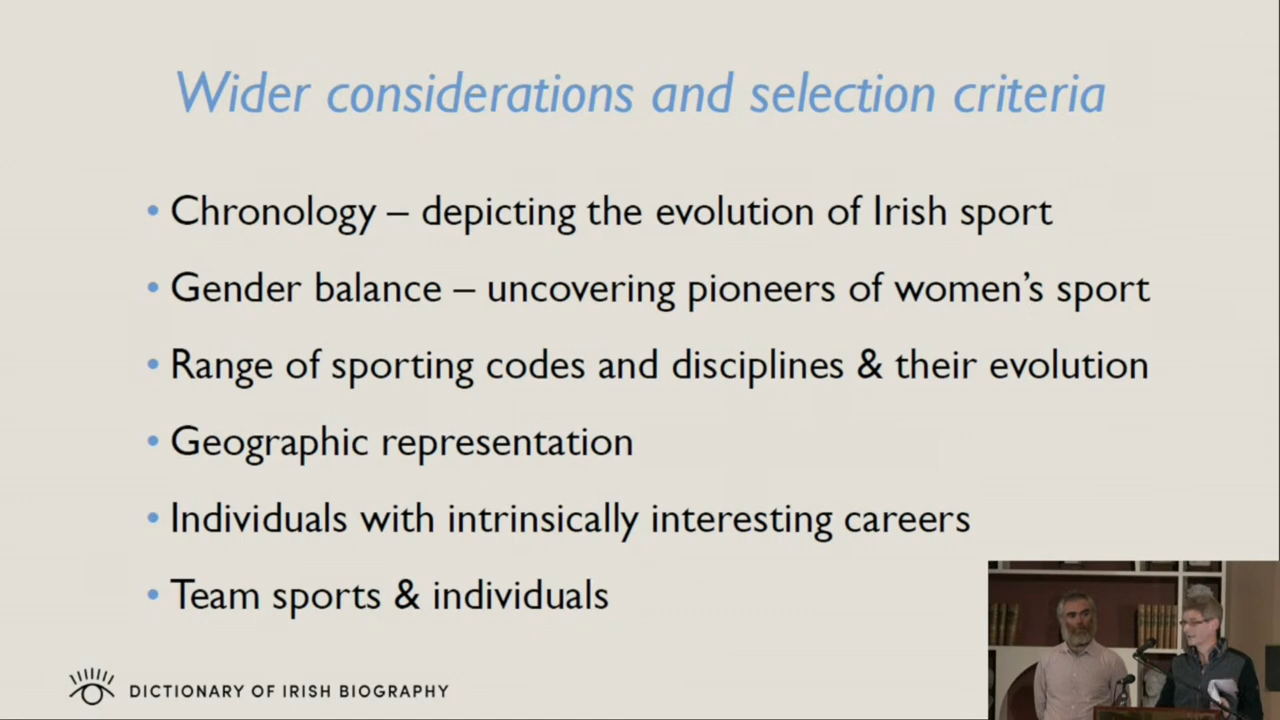 Wider considerations and selection criteria
• Chronology – depicting the evolution of Irish sport
• Gender balance – uncovering pioneers of women’s sport
• Range of sporting codes and disciplines & their evolution
• Geographic representation
• Individuals with intrinsically interesting careers
• Team sports & individuals
DICTIONARY OF IRISH BIOGRAPHY